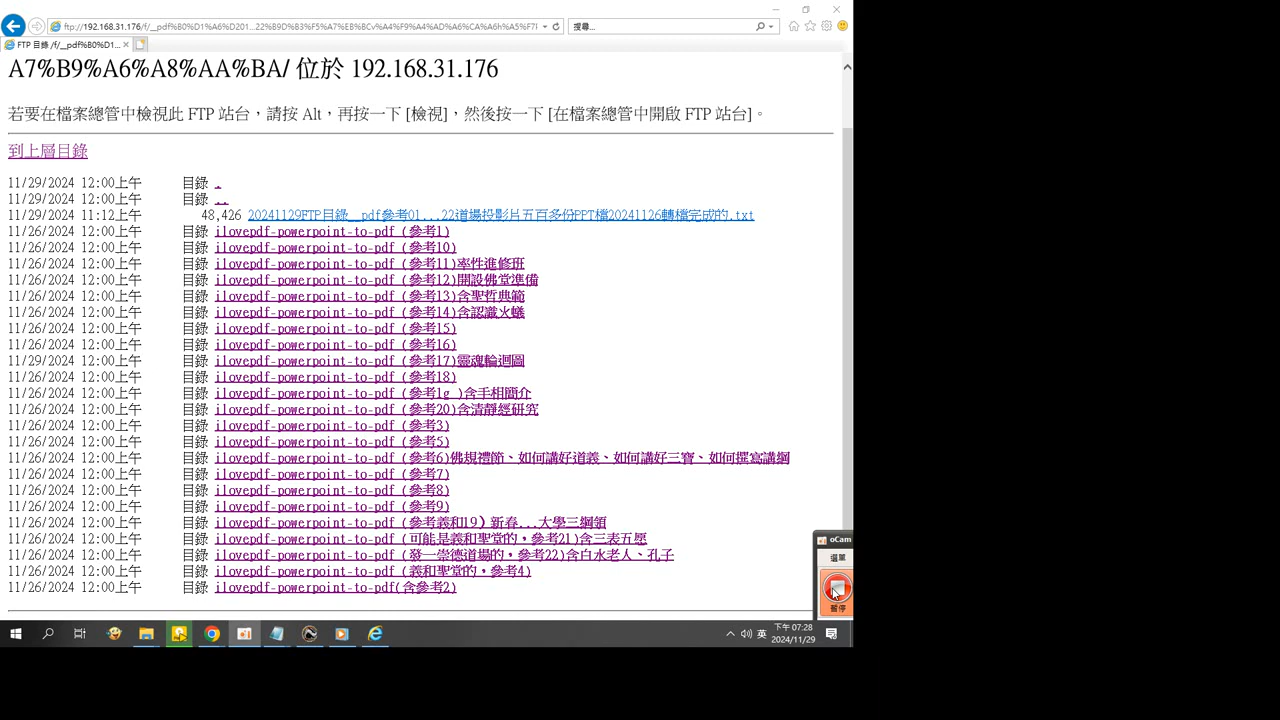 ftp://192.168.31.176/f/__pdf%B0%D1%A6%D201...22%B9%D3%F5%A7%EB%BCv%A4%F9%A4%AD%A6%CA%A6h%A5%F7
搜尋...
FTP 目錄 /f/__pdf%B0%D1...
A7%B9%A6%A8%AA%BA/ 位於 192.168.31.176
若要在檔案總管中檢視此 FTP 站台，請按 Alt，再按一下 [檢視]，然後按一下 [在檔案總管中開啟 FTP 站台]。
到上層目錄
11/29/2024 12:00上午 目錄 .
11/29/2024 12:00上午 目錄 ..
11/29/2024 11:12上午 48,426 20241129FTP目錄__pdf參考01...22道場投影片五百多份PPT檔20241126轉檔完成的.txt
11/26/2024 12:00上午 目錄 ilovepdf-powerpoint-to-pdf (參考1)
11/26/2024 12:00上午 目錄 ilovepdf-powerpoint-to-pdf (參考10)
11/26/2024 12:00上午 目錄 ilovepdf-powerpoint-to-pdf (參考11)率性進修班
11/26/2024 12:00上午 目錄 ilovepdf-powerpoint-to-pdf (參考12)開設佛堂準備
11/26/2024 12:00上午 目錄 ilovepdf-powerpoint-to-pdf (參考13)含聖哲典範
11/26/2024 12:00上午 目錄 ilovepdf-powerpoint-to-pdf (參考14)含認識火蟻
11/26/2024 12:00上午 目錄 ilovepdf-powerpoint-to-pdf (參考15)
11/26/2024 12:00上午 目錄 ilovepdf-powerpoint-to-pdf (參考16)
11/29/2024 12:00上午 目錄 ilovepdf-powerpoint-to-pdf (參考17)靈魂輪迴圖
11/26/2024 12:00上午 目錄 ilovepdf-powerpoint-to-pdf (參考18)
11/26/2024 12:00上午 目錄 ilovepdf-powerpoint-to-pdf (參考1g )含手相簡介
11/26/2024 12:00上午 目錄 ilovepdf-powerpoint-to-pdf (參考20)含清靜經研究
11/26/2024 12:00上午 目錄 ilovepdf-powerpoint-to-pdf (參考3)
11/26/2024 12:00上午 目錄 ilovepdf-powerpoint-to-pdf (參考5)
11/26/2024 12:00上午 目錄 ilovepdf-powerpoint-to-pdf (參考6)佛規禮節、如何講好道義、如何講好三寶、如何撰寫講綱
11/26/2024 12:00上午 目錄 ilovepdf-powerpoint-to-pdf (參考7)
11/26/2024 12:00上午 目錄 ilovepdf-powerpoint-to-pdf (參考8)
11/26/2024 12:00上午 目錄 ilovepdf-powerpoint-to-pdf (參考9)
11/26/2024 12:00上午 目錄 ilovepdf-powerpoint-to-pdf (參考義和19）新春...大學三綱領
11/26/2024 12:00上午 目錄 ilovepdf-powerpoint-to-pdf (可能是義和聖堂的，參考21)含三表五愿
11/26/2024 12:00上午 目錄 ilovepdf-powerpoint-to-pdf (發一崇德道場的，參考22)含白水老人、孔子
11/26/2024 12:00上午 目錄 ilovepdf-powerpoint-to-pdf (義和聖堂的，參考4)
11/26/2024 12:00上午 目錄 ilovepdf-powerpoint-to-pdf(含參考2)
oCam
選單
暫停
英
下午 07:28
2024/11/29